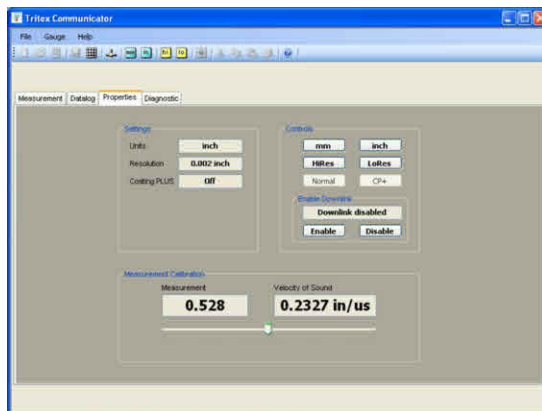 Tritex Communicator
File Gauge Help
Measurement Datalog Properties Diagnostic
Settings
Units inch
Resolution 0.002 inch
Coating PLUS Off
Controls
mm inch
HiRes LoRes
Normal CP+
Enable Downlink
Downlink disabled
Enable Disable
Measurement Calibration
Measurement Velocity of Sound
0.528 0.2327 in/us